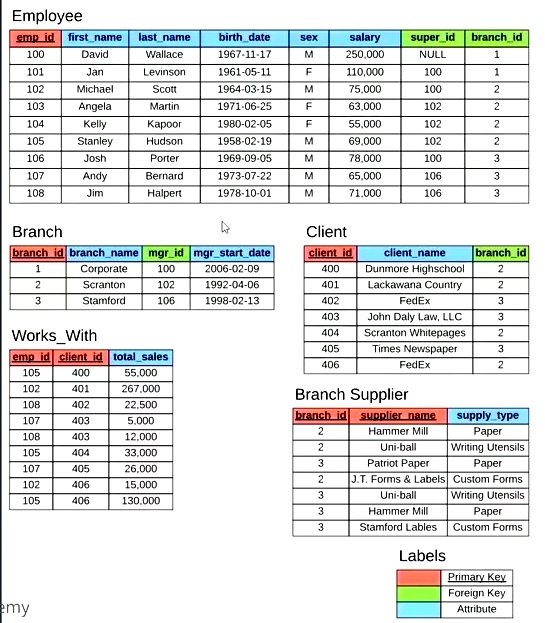 Employee
emp_id first_name last_name birth_date sex salary super_id branch_id
100 David Wallace 1967-11-17 M 250,000 NULL 1
101 Jan Levinson 1961-05-11 F 110,000 100 1
102 Michael Scott 1964-03-15 M 75,000 100 2
103 Angela Martin 1971-06-25 F 63,000 102 2
104 Kelly Kapoor 1980-02-05 F 55,000 102 2
105 Stanley Hudson 1958-02-19 M 69,000 102 2
106 Josh Porter 1969-09-05 M 78,000 100 3
107 Andy Bernard 1973-07-22 M 65,000 106 3
108 Jim Halpert 1978-10-01 M 71,000 106 3
Branch
branch_id branch_name mgr_id mgr_start_date
1 Corporate 100 2006-02-09
2 Scranton 102 1992-04-06
3 Stamford 106 1998-02-13
Client
client_id client_name branch_id
400 Dunmore Highschool 2
401 Lackawana Country 2
402 FedEx 3
403 John Daly Law, LLC 3
404 Scranton Whitepages 2
405 Times Newspaper 3
406 FedEx 2
Works_With
emp_id client_id total_sales
105 400 55,000
102 401 267,000
108 402 22,500
107 403 5,000
108 403 12,000
105 404 33,000
107 405 26,000
102 406 15,000
105 406 130,000
Branch Supplier
branch_id supplier_name supply_type
2 Hammer Mill Paper
2 Uni-ball Writing Utensils
3 Patriot Paper Paper
2 J.T. Forms & Labels Custom Forms
3 Uni-ball Writing Utensils
3 Hammer Mill Paper
3 Stamford Lables Custom Forms
Labels
Primary Key
Foreign Key
Attribute
emy